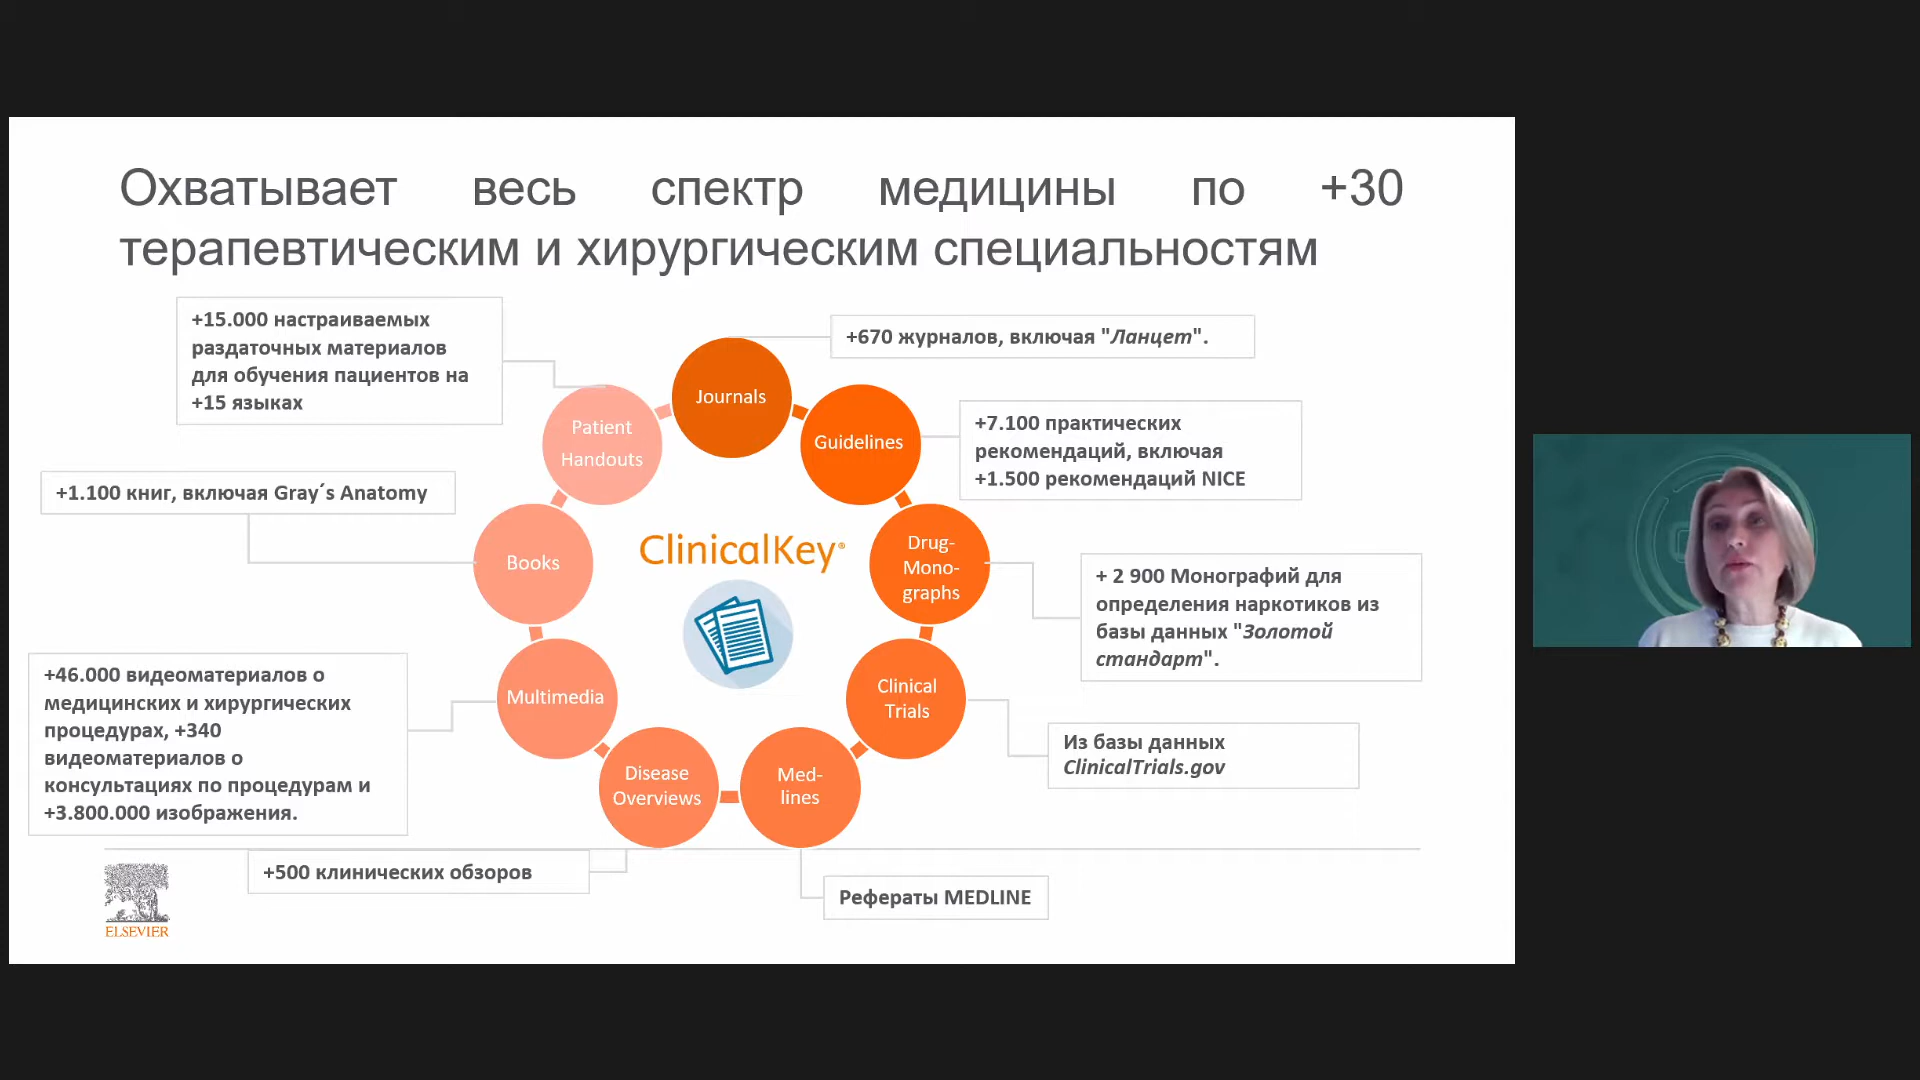 Охватывает весь спектр медицины по +30
терапевтическим и хирургическим специальностям
+15.000 настраиваемых
раздаточных материалов
для обучения пациентов на
+15 языках
+670 журналов, включая "Ланцет".
Journals
Patient
Handouts
Guidelines
+7.100 практических
рекомендаций, включая
+1.500 рекомендаций NICE
+1.100 книг, включая Gray´s Anatomy
Books
ClinicalKey®
Drug-
Mono-
graphs
+ 2 900 Монографий для
определения наркотиков из
базы данных "Золотой
стандарт".
+46.000 видеоматериалов о
медицинских и хирургических
процедурах, +340
видеоматериалов о
консультациях по процедурам и
+3.800.000 изображения.
Multimedia
Clinical
Trials
Из базы данных
ClinicalTrials.gov
Disease
Overviews
Med-
lines
+500 клинических обзоров
Рефераты MEDLINE
ELSEVIER